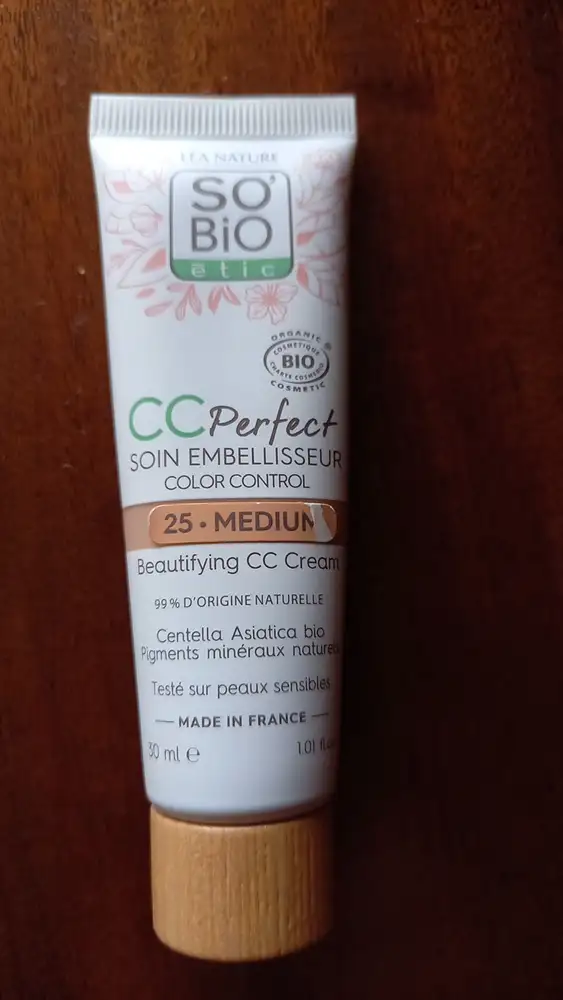 LÉA NATURE
SO'
BiO
étic
ORGANIC
COSMETIQUE
BIO
CHARTE COSMEBIO
COSMETIC
CC Perfect
SOIN EMBELLISSEUR
COLOR CONTROL
25 • MEDIUM
Beautifying CC Cream
99 % D'ORIGINE NATURELLE
Centella Asiatica bio
Pigments minéraux naturels
Testé sur peaux sensibles
MADE IN FRANCE
30 ml e 1.01 fl.